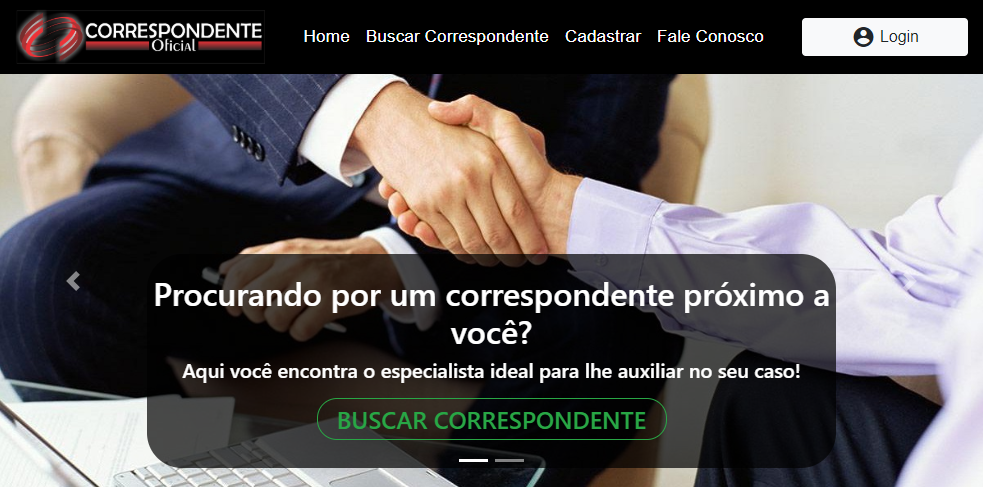 CORRESPONDENTE
Oficial
Home Buscar Correspondente Cadastrar Fale Conosco Login
Procurando por um correspondente próximo a
você?
Aqui você encontra o especialista ideal para lhe auxiliar no seu caso!
BUSCAR CORRESPONDENTE